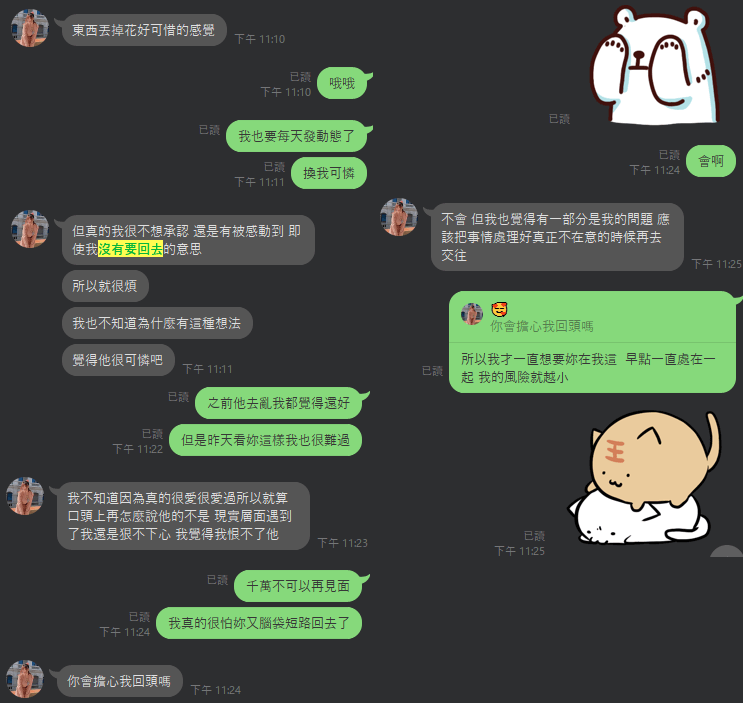 東西丟掉花好可惜的感覺
下午 11:10
已讀
下午 11:10
哦哦
已讀
我也要每天發動態了
已讀
下午 11:11
換我可憐
但真的我很不想承認 還是有被感動到 即
使我沒有要回去的意思
所以就很煩
我也不知道為什麼有這種想法
覺得他很可憐吧
下午 11:11
已讀
之前他去亂我都覺得還好
已讀
下午 11:22
但是昨天看妳這樣我也很難過
我不知道因為真的很愛很愛過所以就算
口頭上再怎麼說他的不是 現實層面遇到
了我還是狠不下心 我覺得我恨不了他
下午 11:23
已讀
千萬不可以再見面
已讀
下午 11:24
我真的很怕妳又腦袋短路回去了
你會擔心我回頭嗎
下午 11:24
已讀
已讀
下午 11:24
會啊
不會 但我也覺得有一部分是我的問題 應
該把事情處理好真正不在意的時候再去
交往
下午 11:25
你會擔心我回頭嗎
已讀
所以我才一直想要妳在我這 早點一直處在一
起 我的風險就越小
王
已讀
下午 11:25